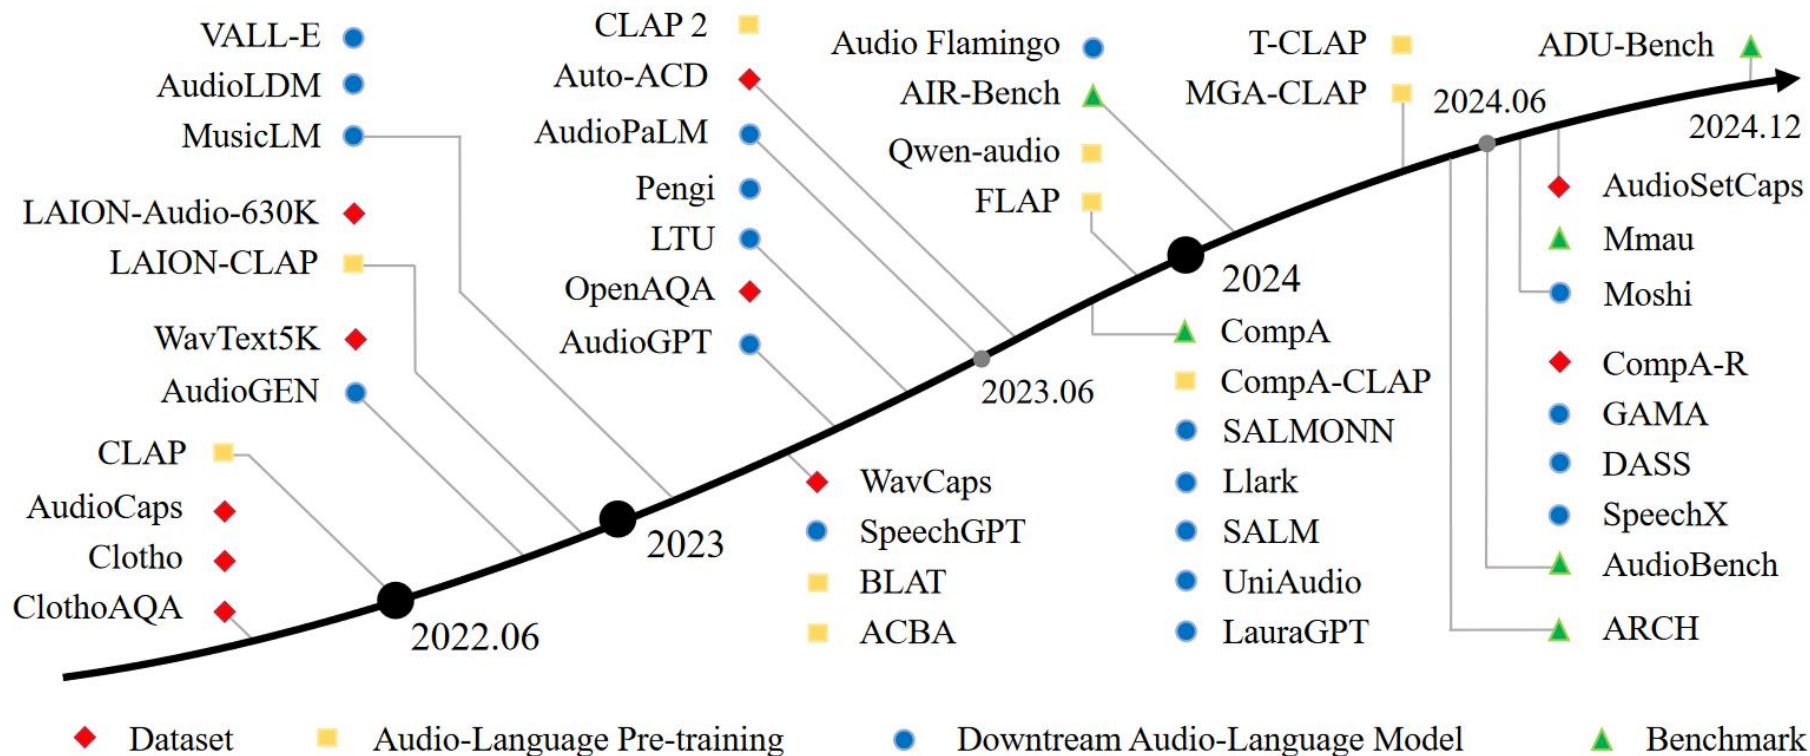 VALL-E
AudioLDM
MusicLM
LAION-Audio-630K
LAION-CLAP
WavText5K
AudioGEN
CLAP
AudioCaps
Clotho
ClothoAQA
2022.06
2023
CLAP 2
Auto-ACD
AudioPaLM
Pengi
LTU
OpenAQA
AudioGPT
2023.06
WavCaps
SpeechGPT
BLAT
ACBA
Audio Flamingo
AIR-Bench
Qwen-audio
FLAP
2024
CompA
CompA-CLAP
SALMONN
Llark
SALM
UniAudio
LauraGPT
T-CLAP
MGA-CLAP
2024.06
ADU-Bench
2024.12
AudioSetCaps
Mmau
Moshi
CompA-R
GAMA
DASS
SpeechX
AudioBench
ARCH
Dataset
Audio-Language Pre-training
Downstream Audio-Language Model
Benchmark